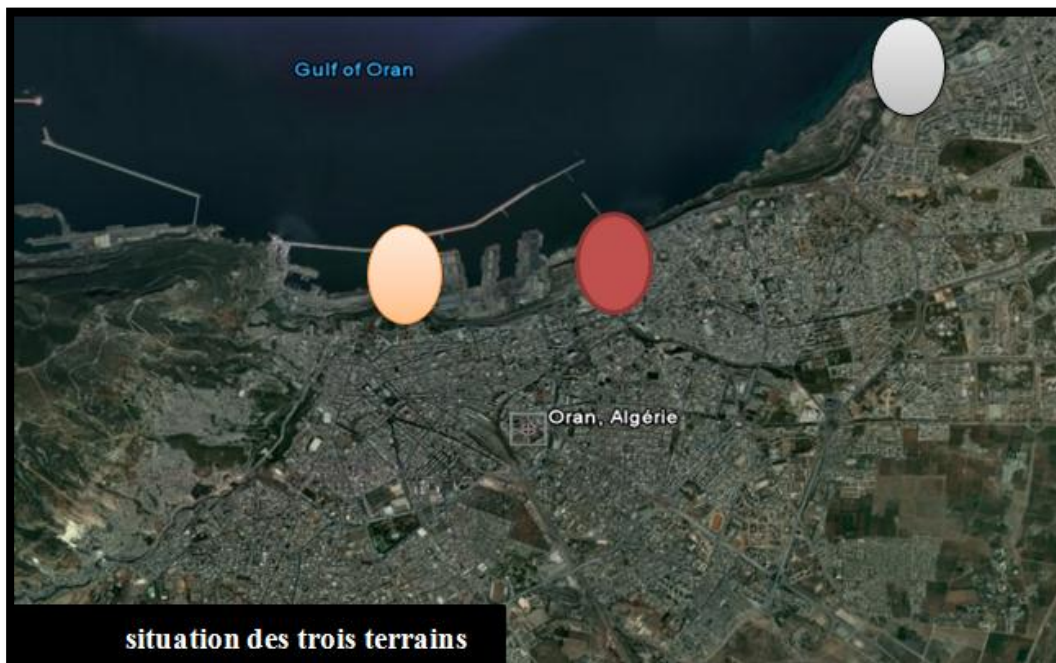 Gulf of Oran
Oran, Algérie
situation des trois terrains